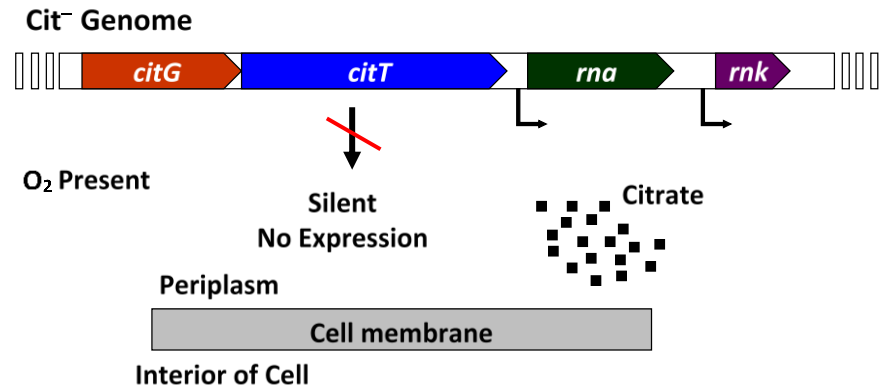 Cit⁻ Genome
citG citT rna rnk
O₂ Present
Silent
No Expression
Citrate
Periplasm
Cell membrane
Interior of Cell